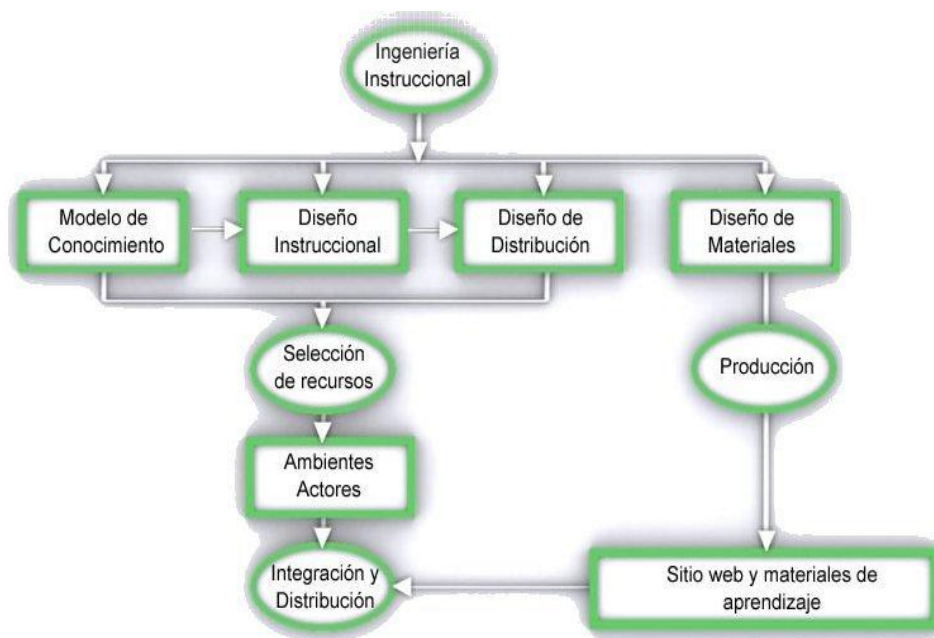 Ingeniería
Instruccional
Modelo de
Conocimiento
Diseño
Instruccional
Diseño de
Distribución
Diseño de
Materiales
Selección
de recursos
Producción
Ambientes
Actores
Integración y
Distribución
Sitio web y materiales de
aprendizaje